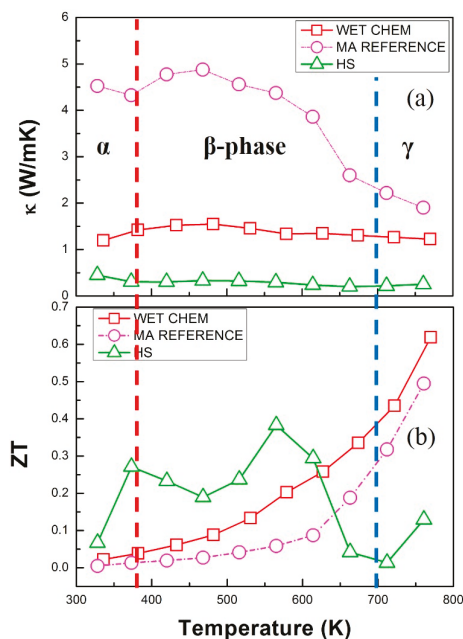 WET CHEM
MA REFERENCE
HS
(a)
α
β-phase
γ
κ (W/mK)
6
5
4
3
2
1
0
WET CHEM
MA REFERENCE
HS
(b)
ZT
0.7
0.6
0.5
0.4
0.3
0.2
0.1
0.0
300 400 500 600 700 800
Temperature (K)